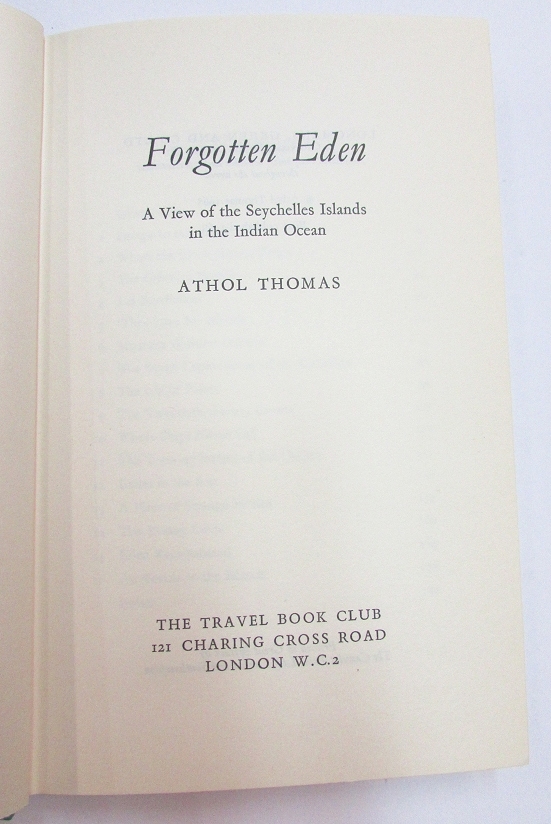 Forgotten Eden
A View of the Seychelles Islands
in the Indian Ocean
ATHOL THOMAS
THE TRAVEL BOOK CLUB
121 CHARING CROSS ROAD
LONDON W.C.2